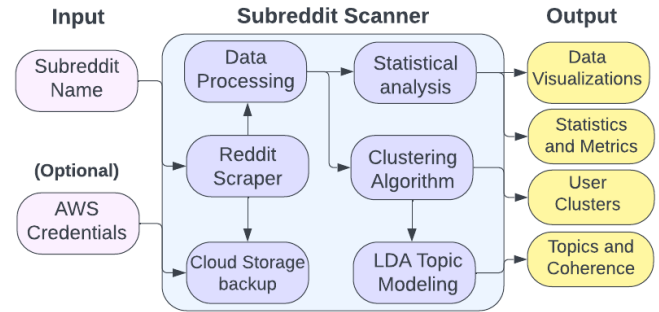 Input
Subreddit Scanner
Output
Subreddit
Name
(Optional)
AWS
Credentials
Data
Processing
Statistical
analysis
Reddit
Scraper
Clustering
Algorithm
Cloud Storage
backup
LDA Topic
Modeling
Data
Visualizations
Statistics
and Metrics
User
Clusters
Topics and
Coherence